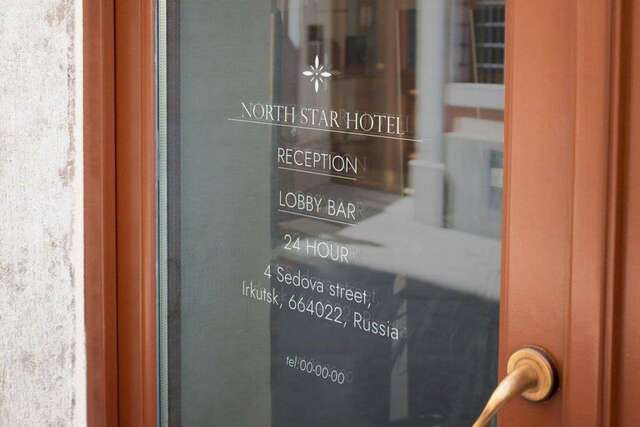 NORTH STAR HOTEL
RECEPTION
LOBBY BAR
24 HOUR
4 Sedova street,
Irkutsk, 664022, Russia
tel:00-00-00